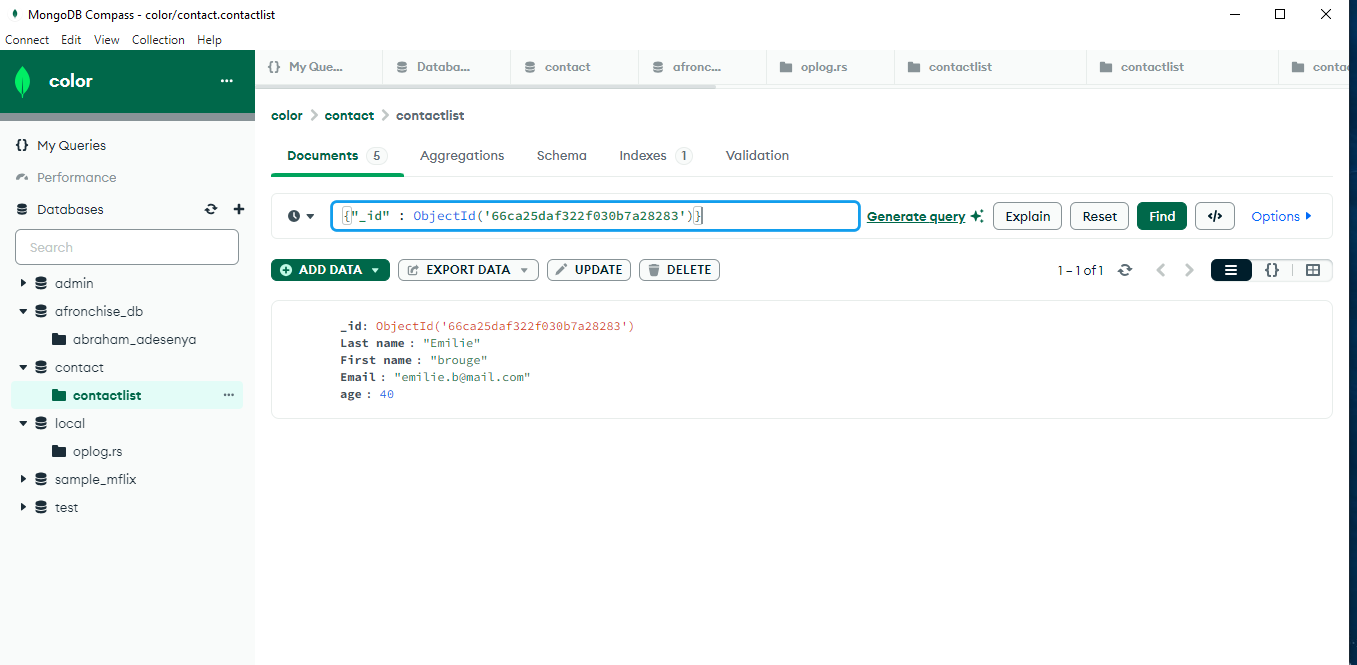 MongoDB Compass - color/contact.contactlist
Connect Edit View Collection Help
color
{} My Que... Databa... contact afronc... oplog.rs contactlist contactlist conta
color > contact > contactlist
{} My Queries
Performance
Databases
Search
admin
afronchise_db
abraham_adesenya
contact
contactlist
local
oplog.rs
sample_mflix
test
Documents 5 Aggregations Schema Indexes 1 Validation
{"_id" : ObjectId('66ca25daf322f030b7a28283')}
Generate query Explain Reset Find </> Options
ADD DATA EXPORT DATA UPDATE DELETE
1 – 1 of 1 {}
_id: ObjectId('66ca25daf322f030b7a28283')
Last name : "Emilie"
First name : "brouge"
Email : "emilie.b@mail.com"
age : 40